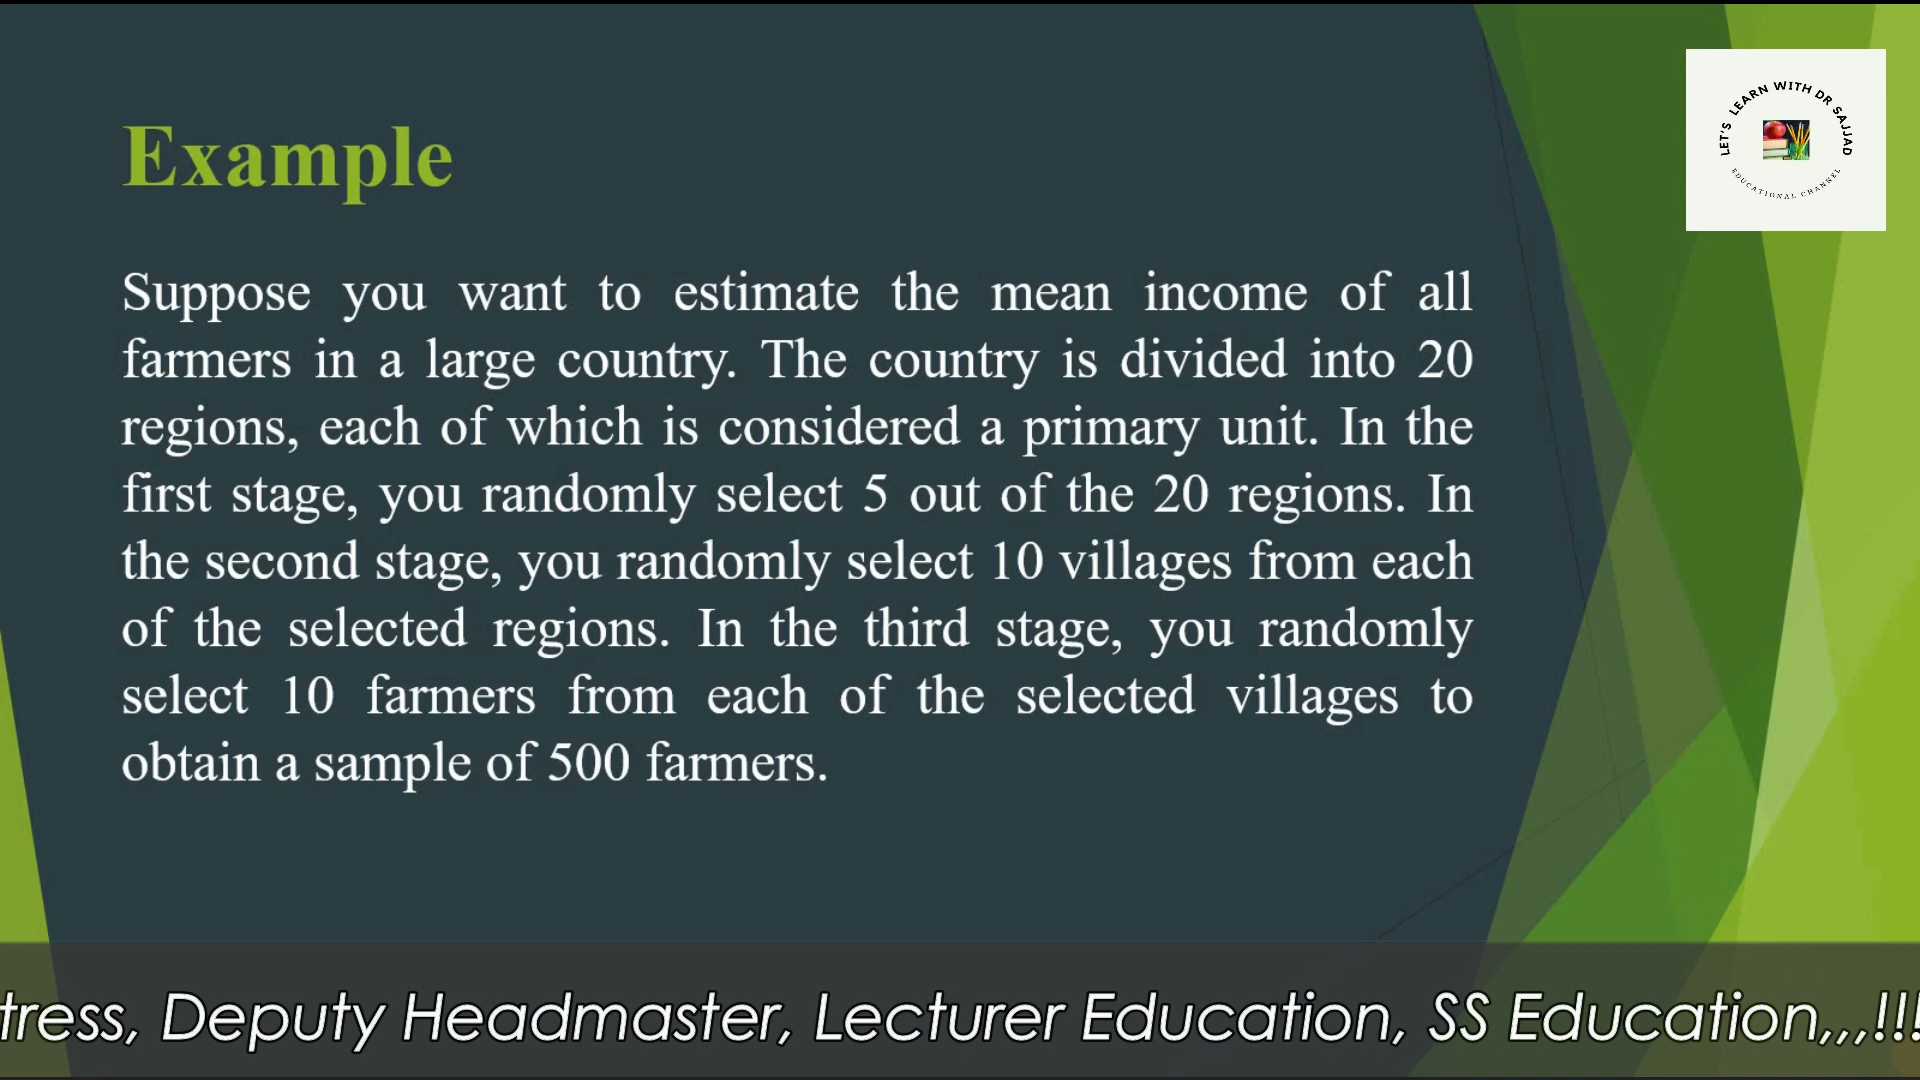 Example
Suppose you want to estimate the mean income of all
farmers in a large country. The country is divided into 20
regions, each of which is considered a primary unit. In the
first stage, you randomly select 5 out of the 20 regions. In
the second stage, you randomly select 10 villages from each
of the selected regions. In the third stage, you randomly
select 10 farmers from each of the selected villages to
obtain a sample of 500 farmers.
LET'S LEARN WITH DR SAJJAD
EDUCATIONAL CHANNEL
tress, Deputy Headmaster, Lecturer Education, SS Education,,,!!!